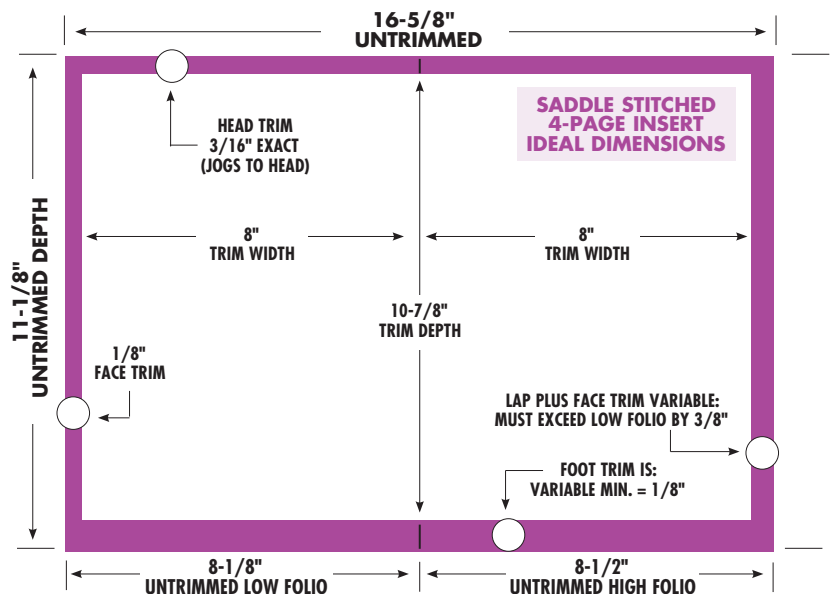 16-5/8"
UNTRIMMED
SADDLE STITCHED
4-PAGE INSERT
IDEAL DIMENSIONS
HEAD TRIM
3/16" EXACT
(JOGS TO HEAD)
11-1/8"
UNTRIMMED DEPTH
8"
TRIM WIDTH
8"
TRIM WIDTH
10-7/8"
TRIM DEPTH
1/8"
FACE TRIM
LAP PLUS FACE TRIM VARIABLE:
MUST EXCEED LOW FOLIO BY 3/8"
FOOT TRIM IS:
VARIABLE MIN. = 1/8"
8-1/8"
UNTRIMMED LOW FOLIO
8-1/2"
UNTRIMMED HIGH FOLIO